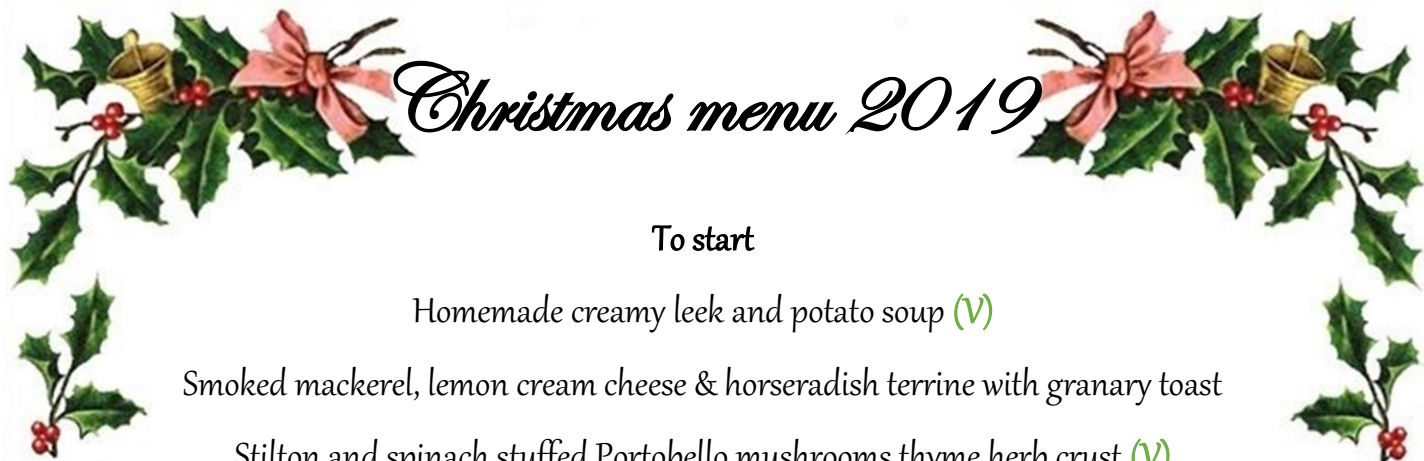 Christmas menu 2019
To start
Homemade creamy leek and potato soup (V)
Smoked mackerel, lemon cream cheese & horseradish terrine with granary toast
Stilton and spinach stuffed Portobello mushrooms thyme herb crust (V)